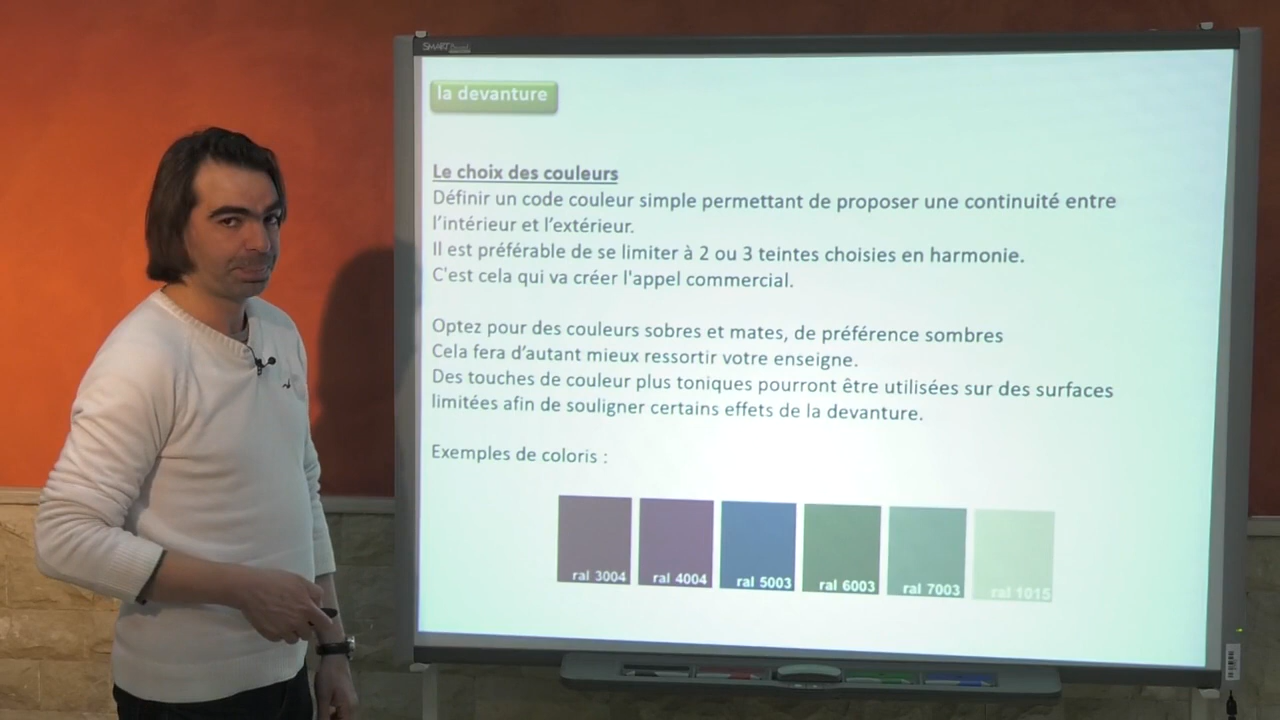 SMART Board
la devanture
Le choix des couleurs
Définir un code couleur simple permettant de proposer une continuité entre
l’intérieur et l’extérieur.
Il est préférable de se limiter à 2 ou 3 teintes choisies en harmonie.
C'est cela qui va créer l'appel commercial.
Optez pour des couleurs sobres et mates, de préférence sombres
Cela fera d’autant mieux ressortir votre enseigne.
Des touches de couleur plus toniques pourront être utilisées sur des surfaces
limitées afin de souligner certains effets de la devanture.
Exemples de coloris :
ral 3004 ral 4004 ral 5003 ral 6003 ral 7003 ral 1015